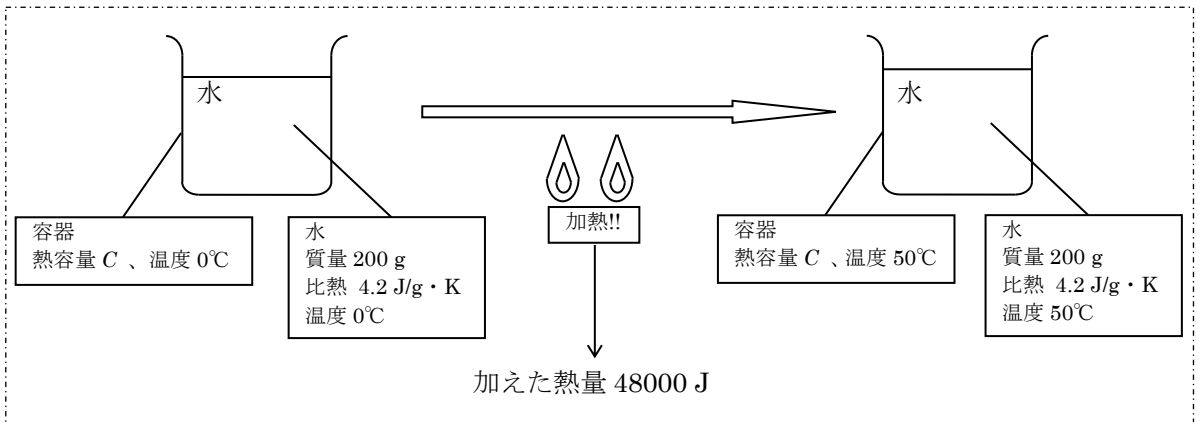 水
水
加熱!!
容器
熱容量 C 、温度 0℃
水
質量 200 g
比熱 4.2 J/g・K
温度 0℃
容器
熱容量 C 、温度 50℃
水
質量 200 g
比熱 4.2 J/g・K
温度 50℃
加えた熱量 48000 J